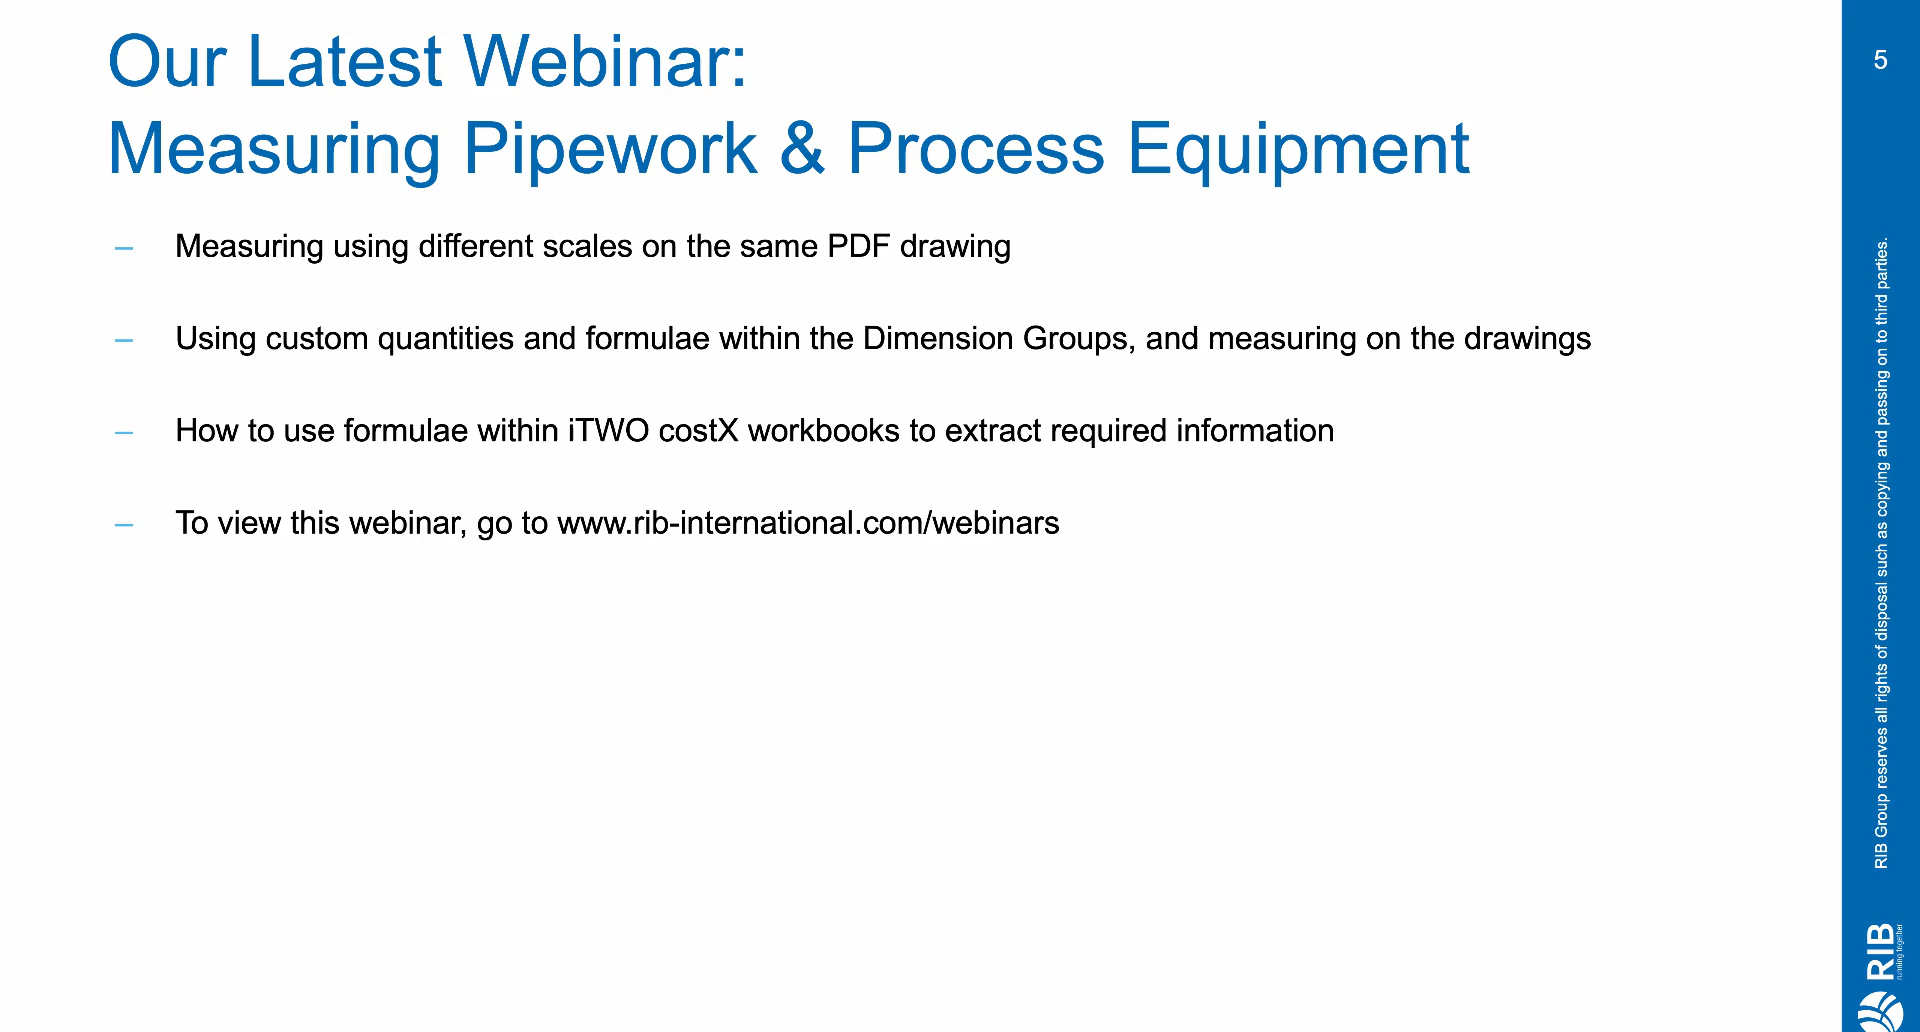 Our Latest Webinar:
Measuring Pipework & Process Equipment
– Measuring using different scales on the same PDF drawing
– Using custom quantities and formulae within the Dimension Groups, and measuring on the drawings
– How to use formulae within iTWO costX workbooks to extract required information
– To view this webinar, go to www.rib-international.com/webinars
5
RIB Group reserves all rights of disposal such as copying and passing on to third parties.
RIB
running together